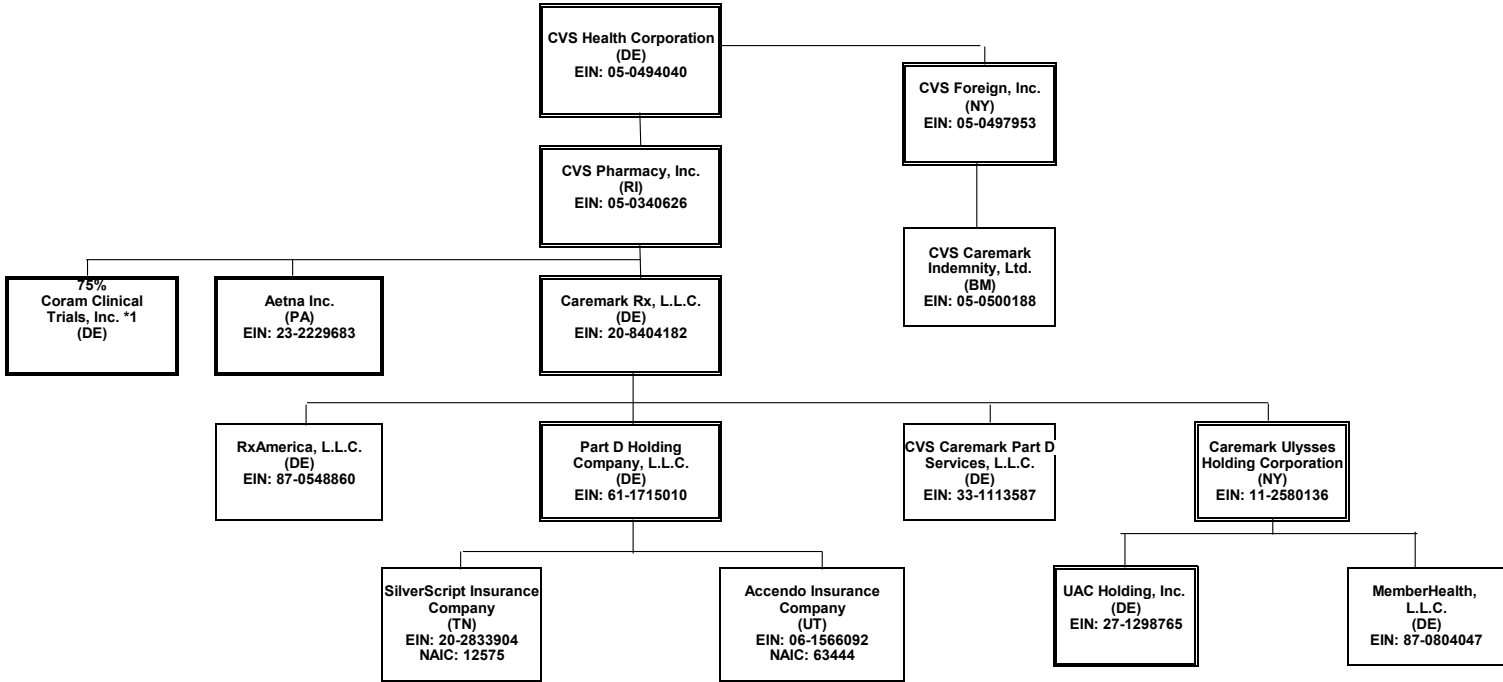 CVS Health Corporation
(DE)
EIN: 05-0494040
CVS Foreign, Inc.
(NY)
EIN: 05-0497953
CVS Pharmacy, Inc.
(RI)
EIN: 05-0340626
CVS Caremark
Indemnity, Ltd.
(BM)
EIN: 05-0500188
75%
Coram Clinical
Trials, Inc. *1
(DE)
Aetna Inc.
(PA)
EIN: 23-2229683
Caremark Rx, L.L.C.
(DE)
EIN: 20-8404182
RxAmerica, L.L.C.
(DE)
EIN: 87-0548860
Part D Holding
Company, L.L.C.
(DE)
EIN: 61-1715010
CVS Caremark Part D
Services, L.L.C.
(DE)
EIN: 33-1113587
Caremark Ulysses
Holding Corporation
(NY)
EIN: 11-2580136
SilverScript Insurance
Company
(TN)
EIN: 20-2833904
NAIC: 12575
Accendo Insurance
Company
(UT)
EIN: 06-1566092
NAIC: 63444
UAC Holding, Inc.
(DE)
EIN: 27-1298765
MemberHealth,
L.L.C.
(DE)
EIN: 87-0804047